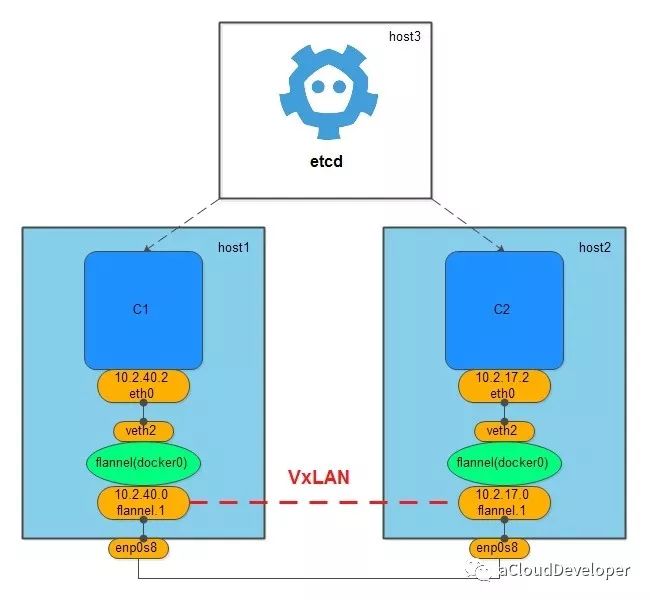 host3
etcd
host1
host2
C1
C2
10.2.40.2
eth0
10.2.17.2
eth0
veth2
veth2
flannel(docker0)
flannel(docker0)
VxLAN
10.2.40.0
flannel.1
10.2.17.0
flannel.1
enp0s8
enp0s8
aCloudDeveloper